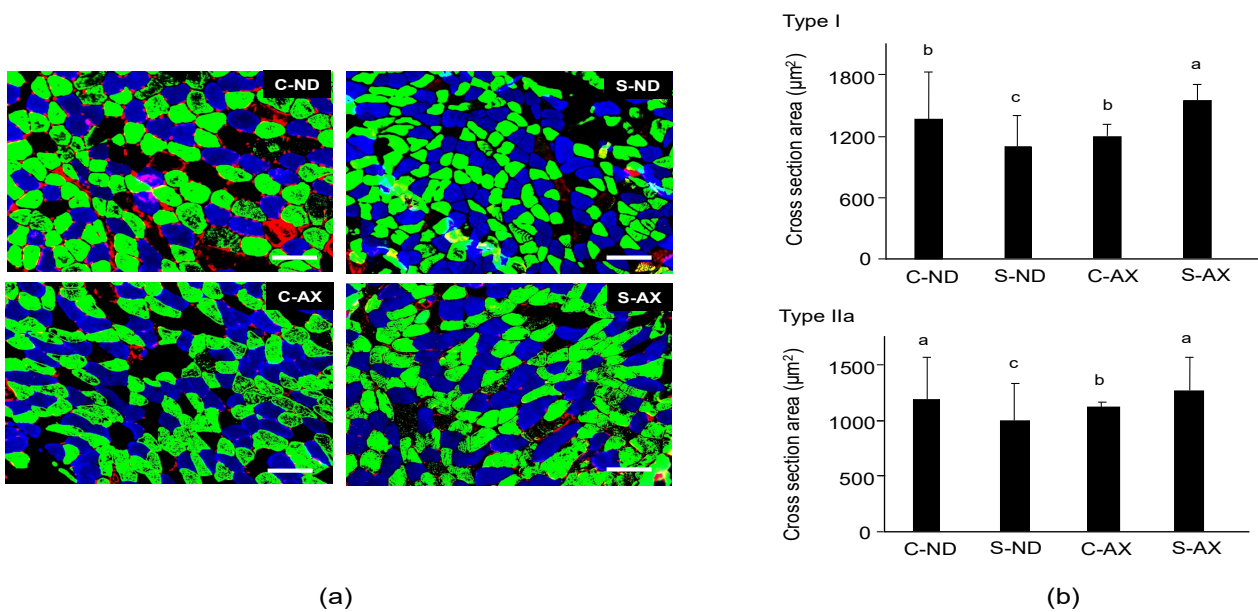 C-ND
S-ND
C-AX
S-AX
(a)
Type I
Cross section area (µm²)
1800
1200
600
0
b
c
b
a
C-ND
S-ND
C-AX
S-AX
Type IIa
Cross section area (µm²)
1500
1000
500
0
a
c
b
a
C-ND
S-ND
C-AX
S-AX
(b)